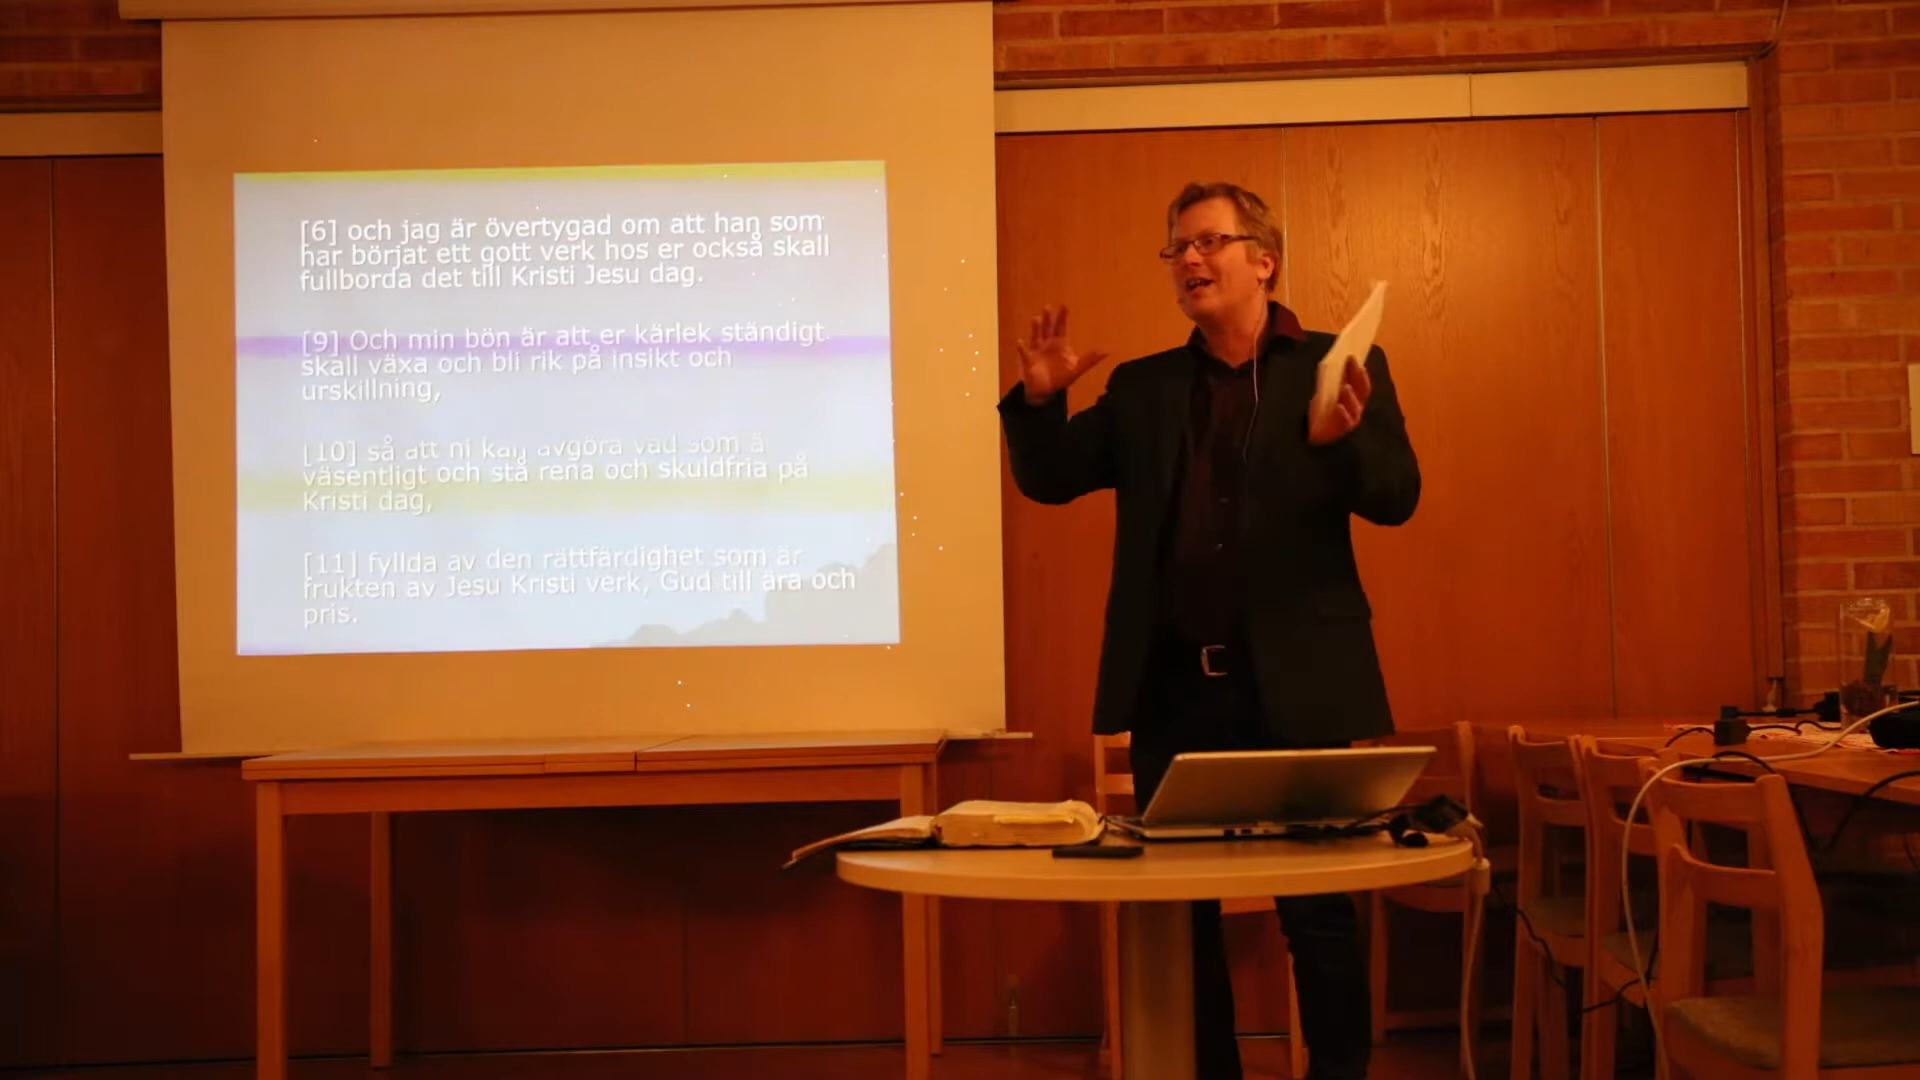 [6] och jag är övertygad om att han som
har börjat ett gott verk hos er också skall
fullborda det till Kristi Jesu dag.
[9] Och min bön är att er kärlek ständigt
skall växa och bli rik på insikt och
urskillning,
[10] så att ni kan avgöra vad som ä
väsentligt och stå rena och skuldfria på
Kristi dag,
[11] fyllda av den rättfärdighet som är
frukten av Jesu Kristi verk, Gud till ära och
pris.